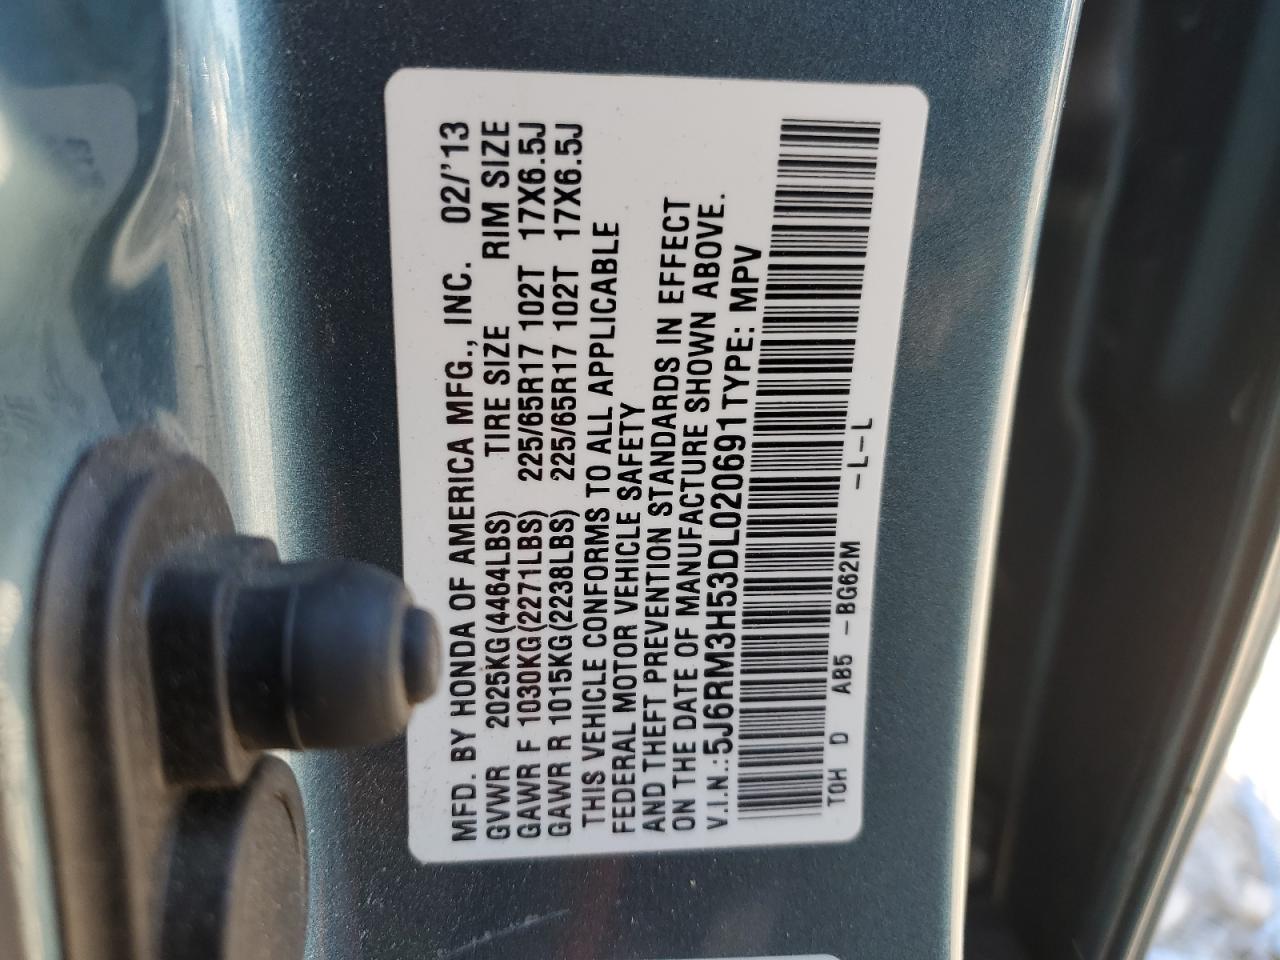 MFD. BY HONDA OF AMERICA MFG., INC. 02/'13
GVWR 2025KG(4464LBS) TIRE SIZE RIM SIZE
GAWR F 1030KG(2271LBS) 225/65R17 102T 17X6.5J
GAWR R 1015KG(2238LBS) 225/65R17 102T 17X6.5J
THIS VEHICLE CONFORMS TO ALL APPLICABLE
FEDERAL MOTOR VEHICLE SAFETY
AND THEFT PREVENTION STANDARDS IN EFFECT
ON THE DATE OF MANUFACTURE SHOWN ABOVE.
V.I.N.:5J6RM3H53DL020691TYPE: MPV
TOH D AB5 -BG62M -L-L